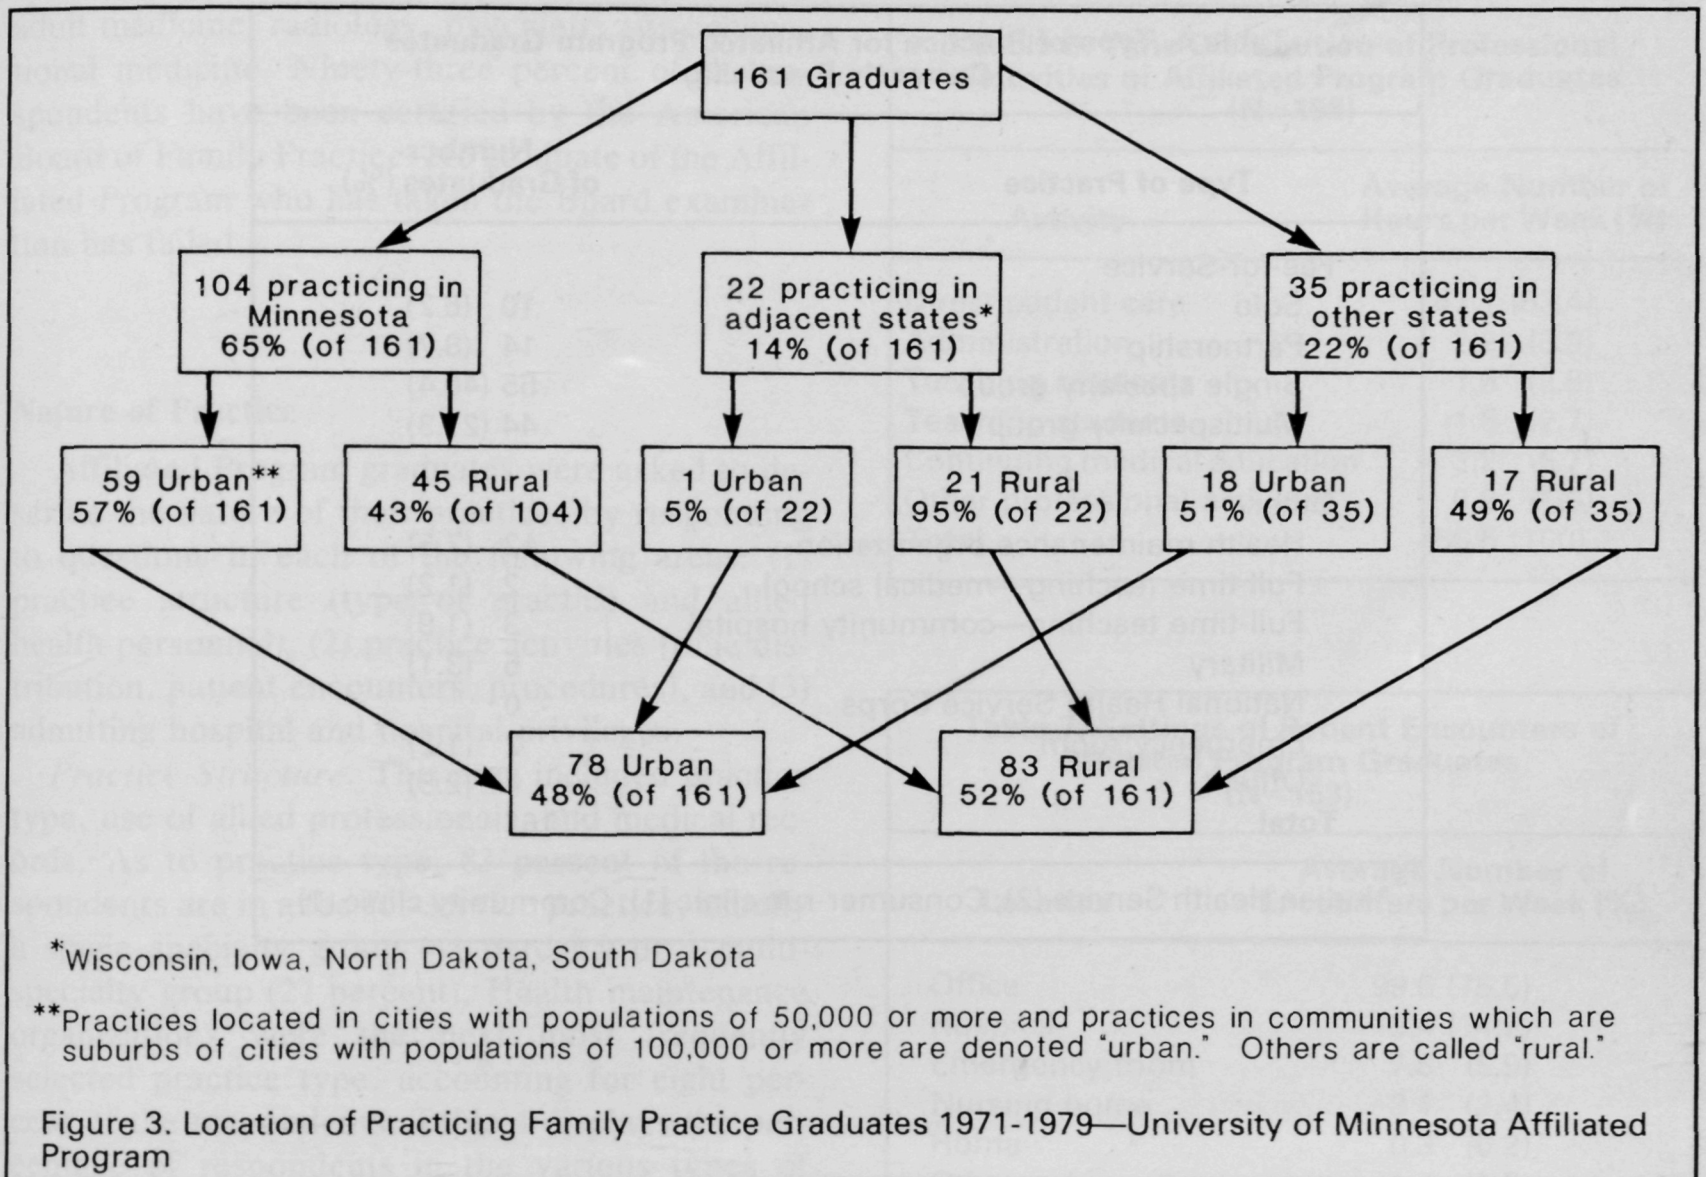 161 Graduates
104 practicing in
Minnesota
65% (of 161)
22 practicing in
adjacent states*
14% (of 161)
35 practicing in
other states
22% (of 161)
59 Urban**
57% (of 161)
45 Rural
43% (of 104)
1 Urban
5% (of 22)
21 Rural
95% (of 22)
18 Urban
51% (of 35)
17 Rural
49% (of 35)
78 Urban
48% (of 161)
83 Rural
52% (of 161)
*Wisconsin, Iowa, North Dakota, South Dakota
**Practices located in cities with populations of 50,000 or more and practices in communities which are
suburbs of cities with populations of 100,000 or more are denoted "urban." Others are called "rural."
Figure 3. Location of Practicing Family Practice Graduates 1971-1979—University of Minnesota Affiliated
Program